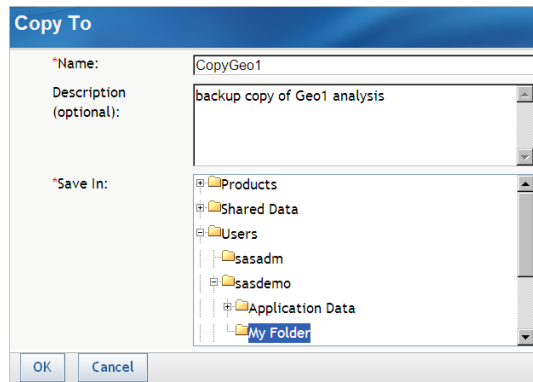 Copy To
*Name:
CopyGeo1
Description
(optional):
backup copy of Geo1 analysis
*Save In:
Products
Shared Data
Users
sasadm
sasdemo
Application Data
My Folder
OK
Cancel